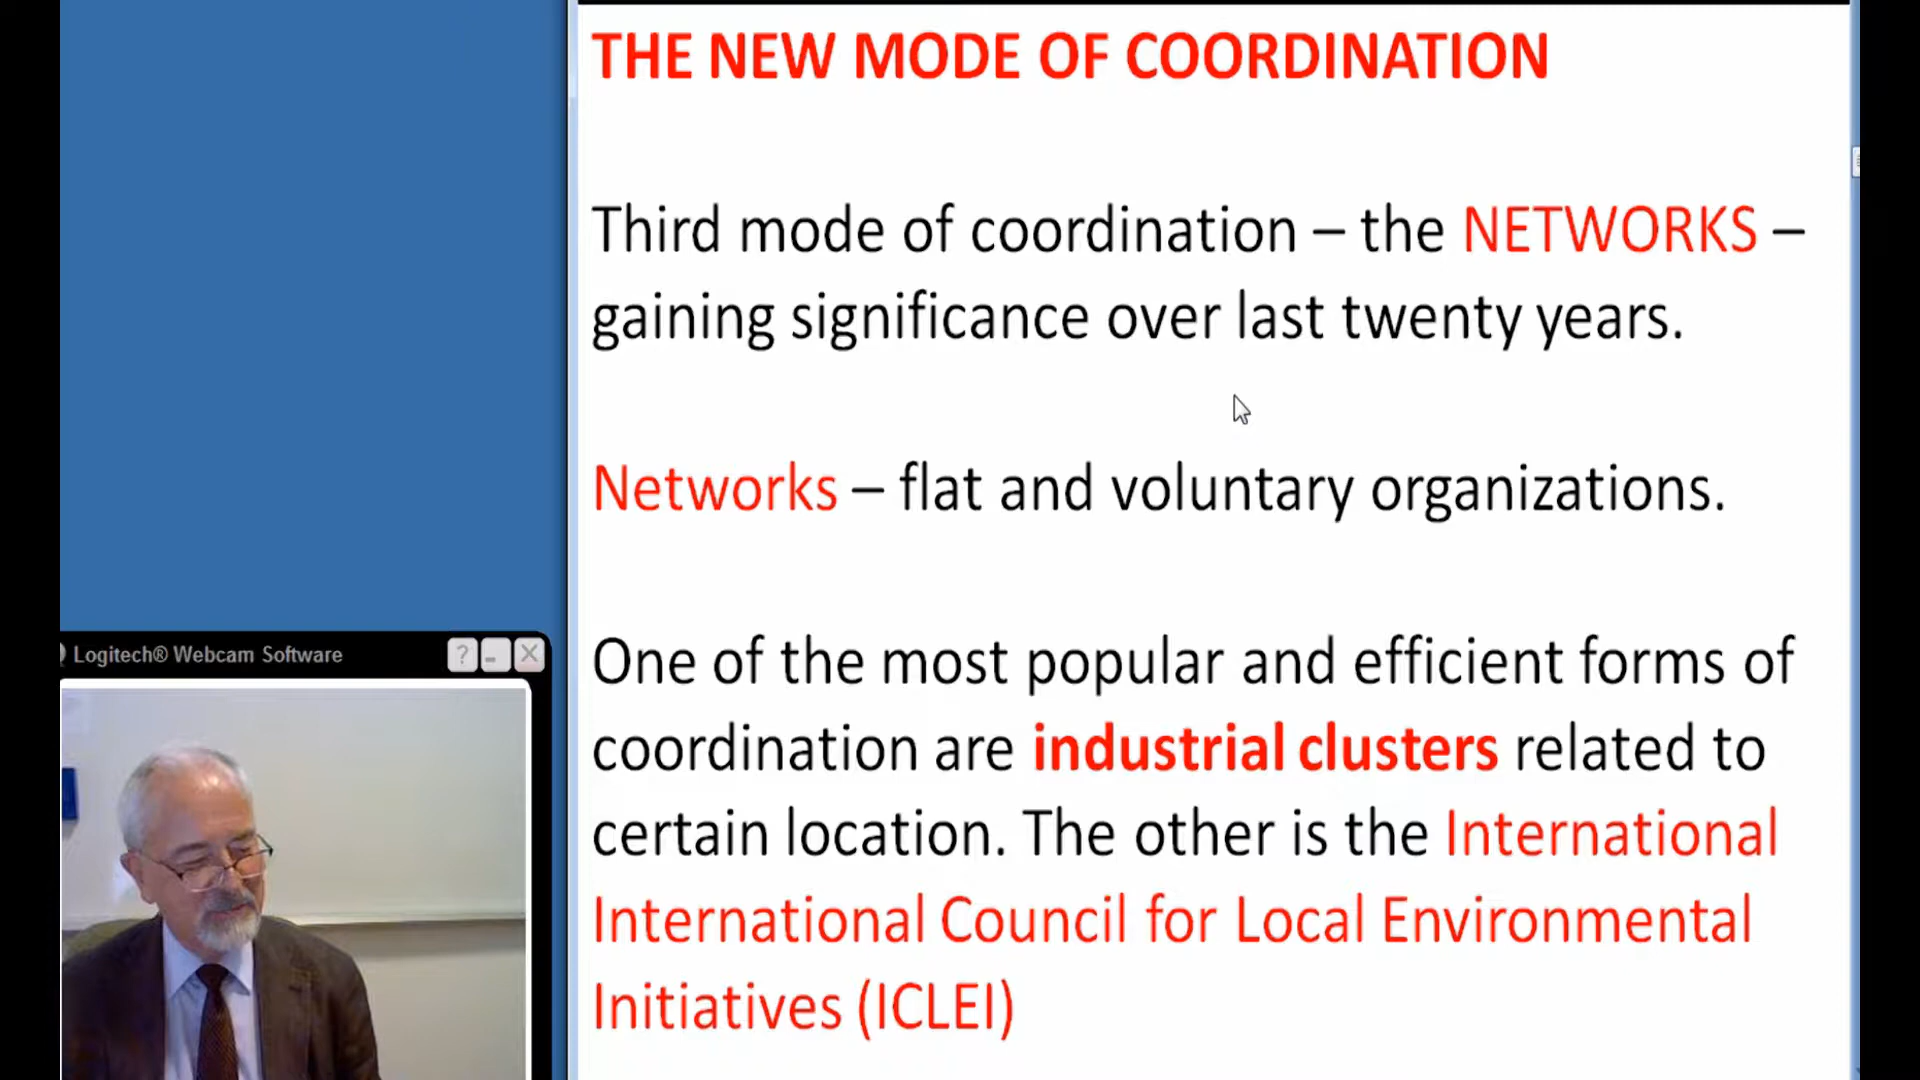 THE NEW MODE OF COORDINATION
Third mode of coordination – the NETWORKS –
gaining significance over last twenty years.
Networks – flat and voluntary organizations.
One of the most popular and efficient forms of
coordination are industrial clusters related to
certain location. The other is the International
International Council for Local Environmental
Initiatives (ICLEI)
Logitech® Webcam Software
?